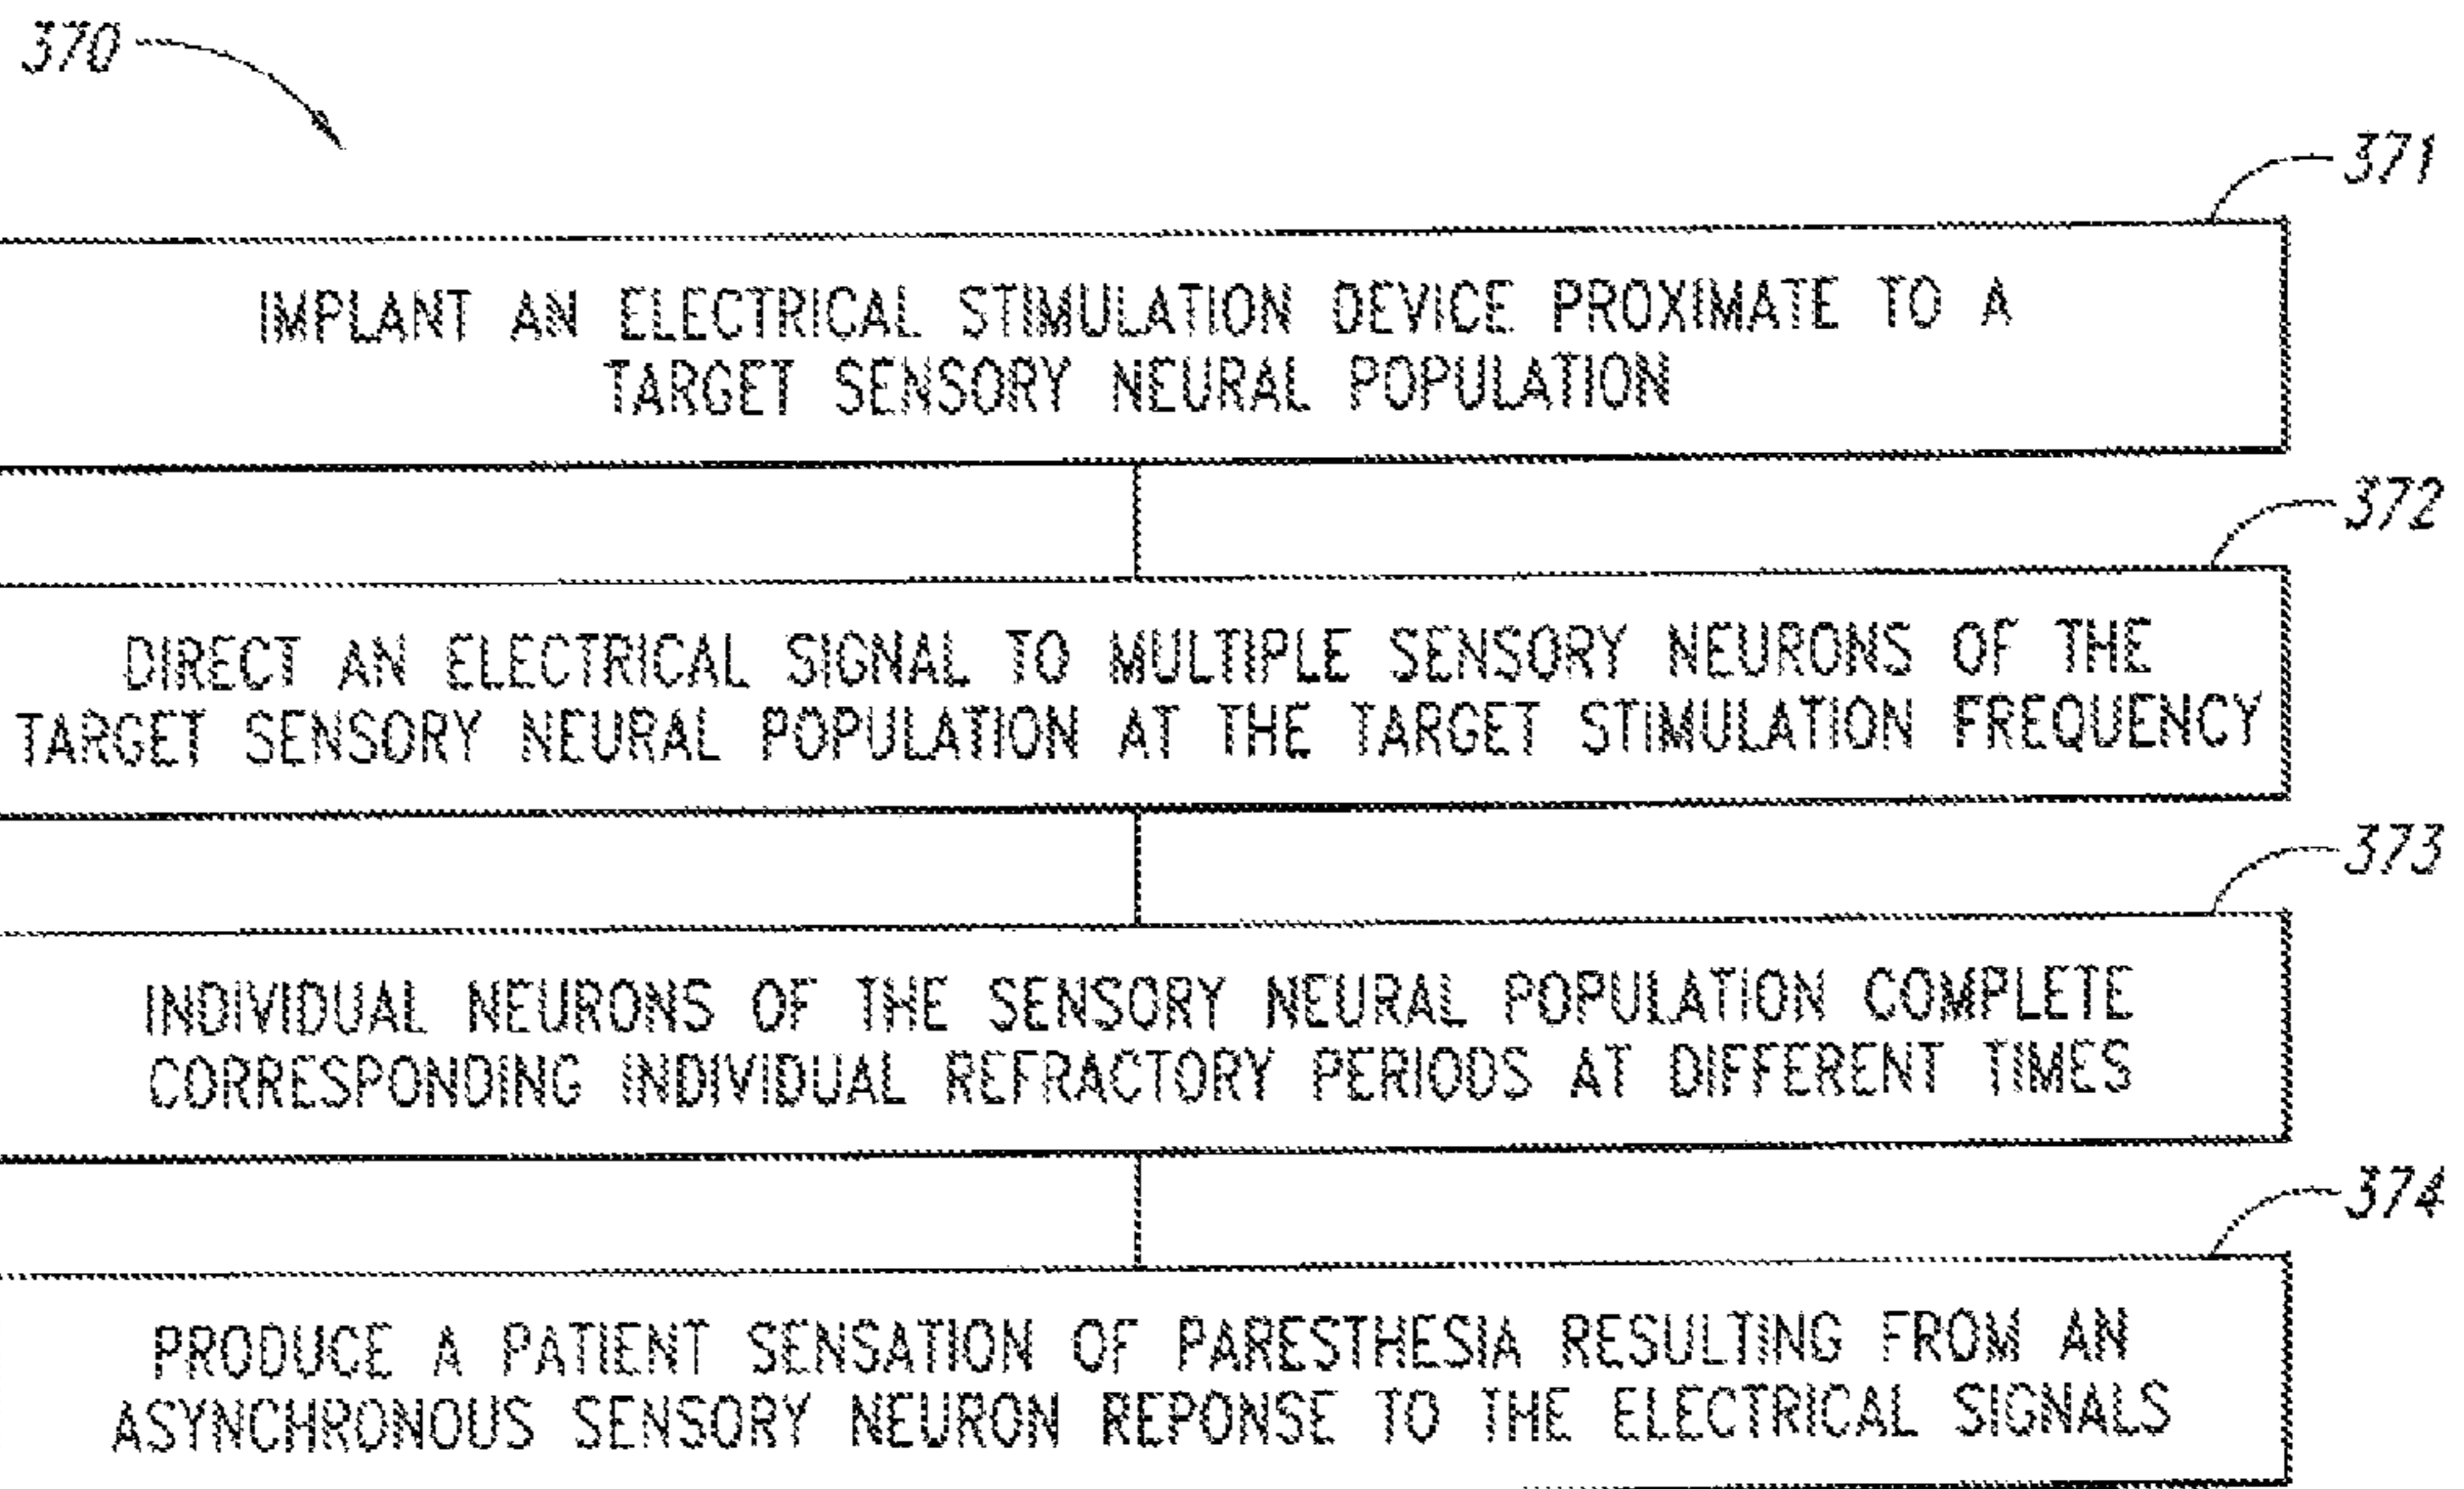 370
371
IMPLANT AN ELECTRICAL STIMULATION DEVICE PROXIMATE TO A
TARGET SENSORY NEURAL POPULATION
372
DIRECT AN ELECTRICAL SIGNAL TO MULTIPLE SENSORY NEURONS OF THE
TARGET SENSORY NEURAL POPULATION AT THE TARGET STIMULATION FREQUENCY
373
INDIVIDUAL NEURONS OF THE SENSORY NEURAL POPULATION COMPLETE
CORRESPONDING INDIVIDUAL REFRACTORY PERIODS AT DIFFERENT TIMES
374
PRODUCE A PATIENT SENSATION OF PARESTHESIA RESULTING FROM AN
ASYNCHRONOUS SENSORY NEURON REPONSE TO THE ELECTRICAL SIGNALS